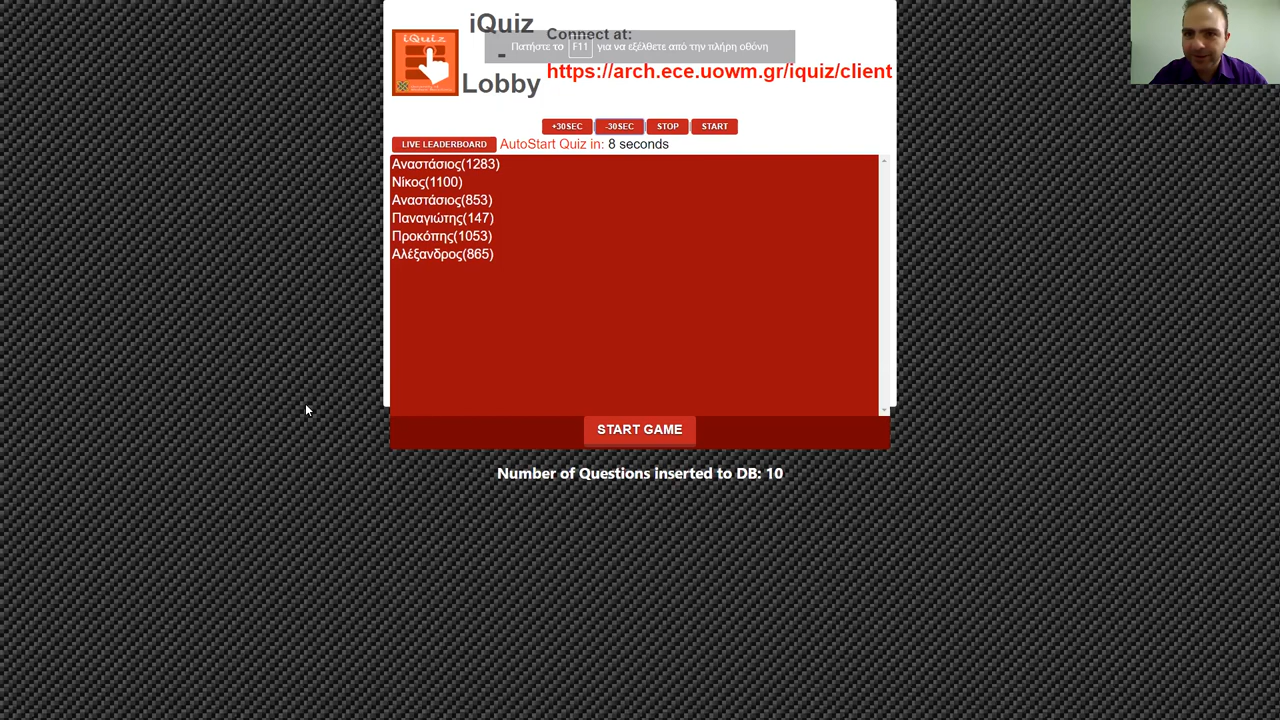 iQuiz
-
Lobby
iQuiz
Connect at:
Πατήστε το F11 για να εξέλθετε από την πλήρη οθόνη
https://arch.ece.uowm.gr/iquiz/client
+30SEC -30SEC STOP START
LIVE LEADERBOARD AutoStart Quiz in: 8 seconds
Αναστάσιος(1283)
Νίκος(1100)
Αναστάσιος(853)
Παναγιώτης(147)
Προκόπης(1053)
Αλέξανδρος(865)
START GAME
Number of Questions inserted to DB: 10